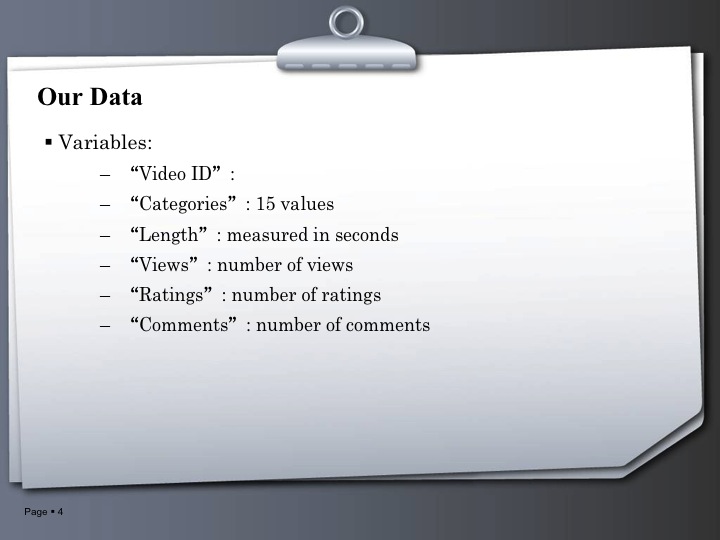 Our Data
▪ Variables:
– “Video ID” :
– “Categories” : 15 values
– “Length” : measured in seconds
– “Views” : number of views
– “Ratings” : number of ratings
– “Comments” : number of comments
Page ▪ 4